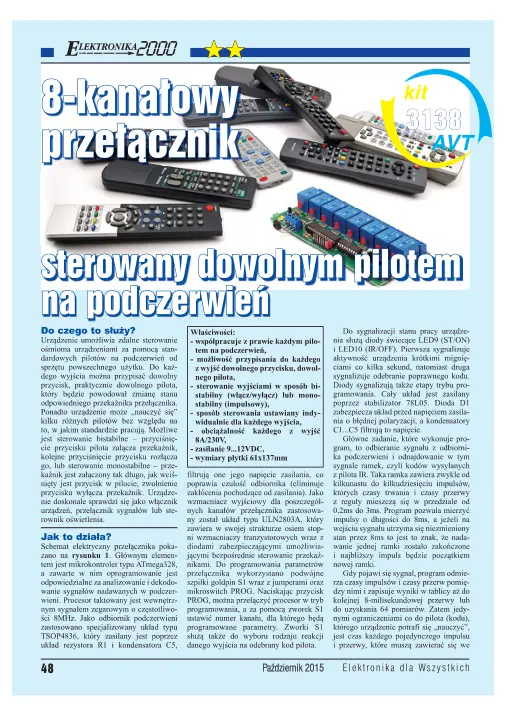 ELEKTRONIKA 2000
8-kanałowy
przełącznik
kit
3138
AVT
sterowany dowolnym pilotem
na podczerwień
Do czego to służy?
Urządzenie umożliwia zdalne sterowanie
ośmioma urządzeniami za pomocą stan-
dardowych pilotów na podczerwień od
sprzętu powszechnego użytku. Do każ-
dego wyjścia można przypisać dowolny
przycisk, praktycznie dowolnego pilota,
który będzie powodował zmianę stanu
odpowiedniego przekaźnika przełącznika.
Ponadto urządzenie może „nauczyć się”
kilku różnych pilotów bez względu na
to, w jakim standardzie pracują. Możliwe
jest sterowanie bistabilne – przyciśnię-
cie przycisku pilota załącza przekaźnik,
kolejne przyciśnięcie przycisku rozłącza
go, lub sterowanie monostabilne – prze-
kaźnik jest załączony tak długo, jak wciś-
nięty jest przycisk w pilocie, zwolnienie
przycisku wyłącza przekaźnik. Urządze-
nie doskonale sprawdzi się jako włącznik
urządzeń, przełącznik sygnałów lub ste-
rownik oświetlenia.
Jak to działa?
Schemat elektryczny przełącznika poka-
zano na rysunku 1. Głównym elemen-
tem jest mikrokontroler typu ATmega328,
a zawarte w nim oprogramowanie jest
odpowiedzialne za analizowanie i dekodo-
wanie sygnałów nadawanych w podczer-
wieni. Procesor taktowany jest wewnętrz-
nym sygnałem zegarowym o częstotliwo-
ści 8MHz. Jako odbiornik podczerwieni
zastosowano specjalizowany układ typu
TSOP4836, który zasilany jest poprzez
układ rezystora R1 i kondensatora C5,
Właściwości:
- współpracuje z prawie każdym pilo-
tem na podczerwień,
- możliwość przypisania do każdego
z wyjść dowolnego przycisku, dowol-
nego pilota,
- sterowanie wyjściami w sposób bi-
stabilny (włącz/wyłącz) lub mono-
stabilny (impulsowy),
- sposób sterowania ustawiany indy-
widualnie dla każdego wyjścia,
- obciążalność każdego z wyjść
8A/230V,
- zasilanie 9...12VDC,
- wymiary płytki 61x137mm
filtrują one jego napięcie zasilania, co
poprawia czułość odbiornika (eliminuje
zakłócenia pochodzące od zasilania). Jako
wzmacniacz wyjściowy dla poszczegól-
nych kanałów przełącznika zastosowa-
ny został układ typu ULN2803A, który
zawiera w swojej strukturze osiem stop-
ni wzmacniaczy tranzystorowych wraz z
diodami zabezpieczającymi umożliwia-
jącymi bezpośrednie sterowanie przekaź-
nikami. Do programowania parametrów
przełącznika wykorzystano podwójne
szpilki goldpin S1 wraz z jumperami oraz
mikroswitch PROG. Naciskając przycisk
PROG, można przełączyć procesor w tryb
programowania, a za pomocą zworek S1
ustawić numer kanału, dla którego będą
programowane parametry. Zworki S1
służą także do wyboru rodzaju reakcji
danego wyjścia na odebrany kod pilota.
Do sygnalizacji stanu pracy urządze-
nia służą diody świecące LED9 (ST/ON)
i LED10 (IR/OFF). Pierwsza sygnalizuje
aktywność urządzenia krótkimi mignię-
ciami co kilka sekund, natomiast druga
sygnalizuje odebranie poprawnego kodu.
Diody sygnalizują także etapy trybu pro-
gramowania. Cały układ jest zasilany
poprzez stabilizator 78L05. Dioda D1
zabezpiecza układ przed napięciem zasila-
nia o błędnej polaryzacji, a kondensatory
C1...C5 filtrują to napięcie.
Główne zadanie, które wykonuje pro-
gram, to odbieranie sygnału z odbiorni-
ka podczerwieni i odnajdowanie w tym
sygnale ramek, czyli kodów wysyłanych
z pilota IR. Taka ramka zawiera zwykle od
kilkunastu do kilkudziesięciu impulsów,
których czasy trwania i czasy przerwy
z reguły mieszczą się w przedziale od
0,2ms do 3ms. Program pozwala mierzyć
impulsy o długości do 8ms, a jeżeli na
wejściu sygnału utrzyma się niezmieniony
stan przez 8ms to jest to znak, że nada-
wanie jednej ramki zostało zakończone
i najbliższy impuls będzie początkiem
nowej ramki.
Gdy pojawi się sygnał, program odmie-
rza czasy impulsów i czasy przerw pomię-
dzy nimi i zapisuje wyniki w tablicy aż do
kolejnej 8-milisekundowej przerwy lub
do uzyskania 64 pomiarów. Zatem jedy-
nymi ograniczeniami co do pilota (kodu),
którego urządzenie potrafi się „nauczyć”,
jest czas każdego pojedynczego impulsu
i przerwy, które muszą zawierać się we
48
Październik 2015
Elektronika dla Wszystkich